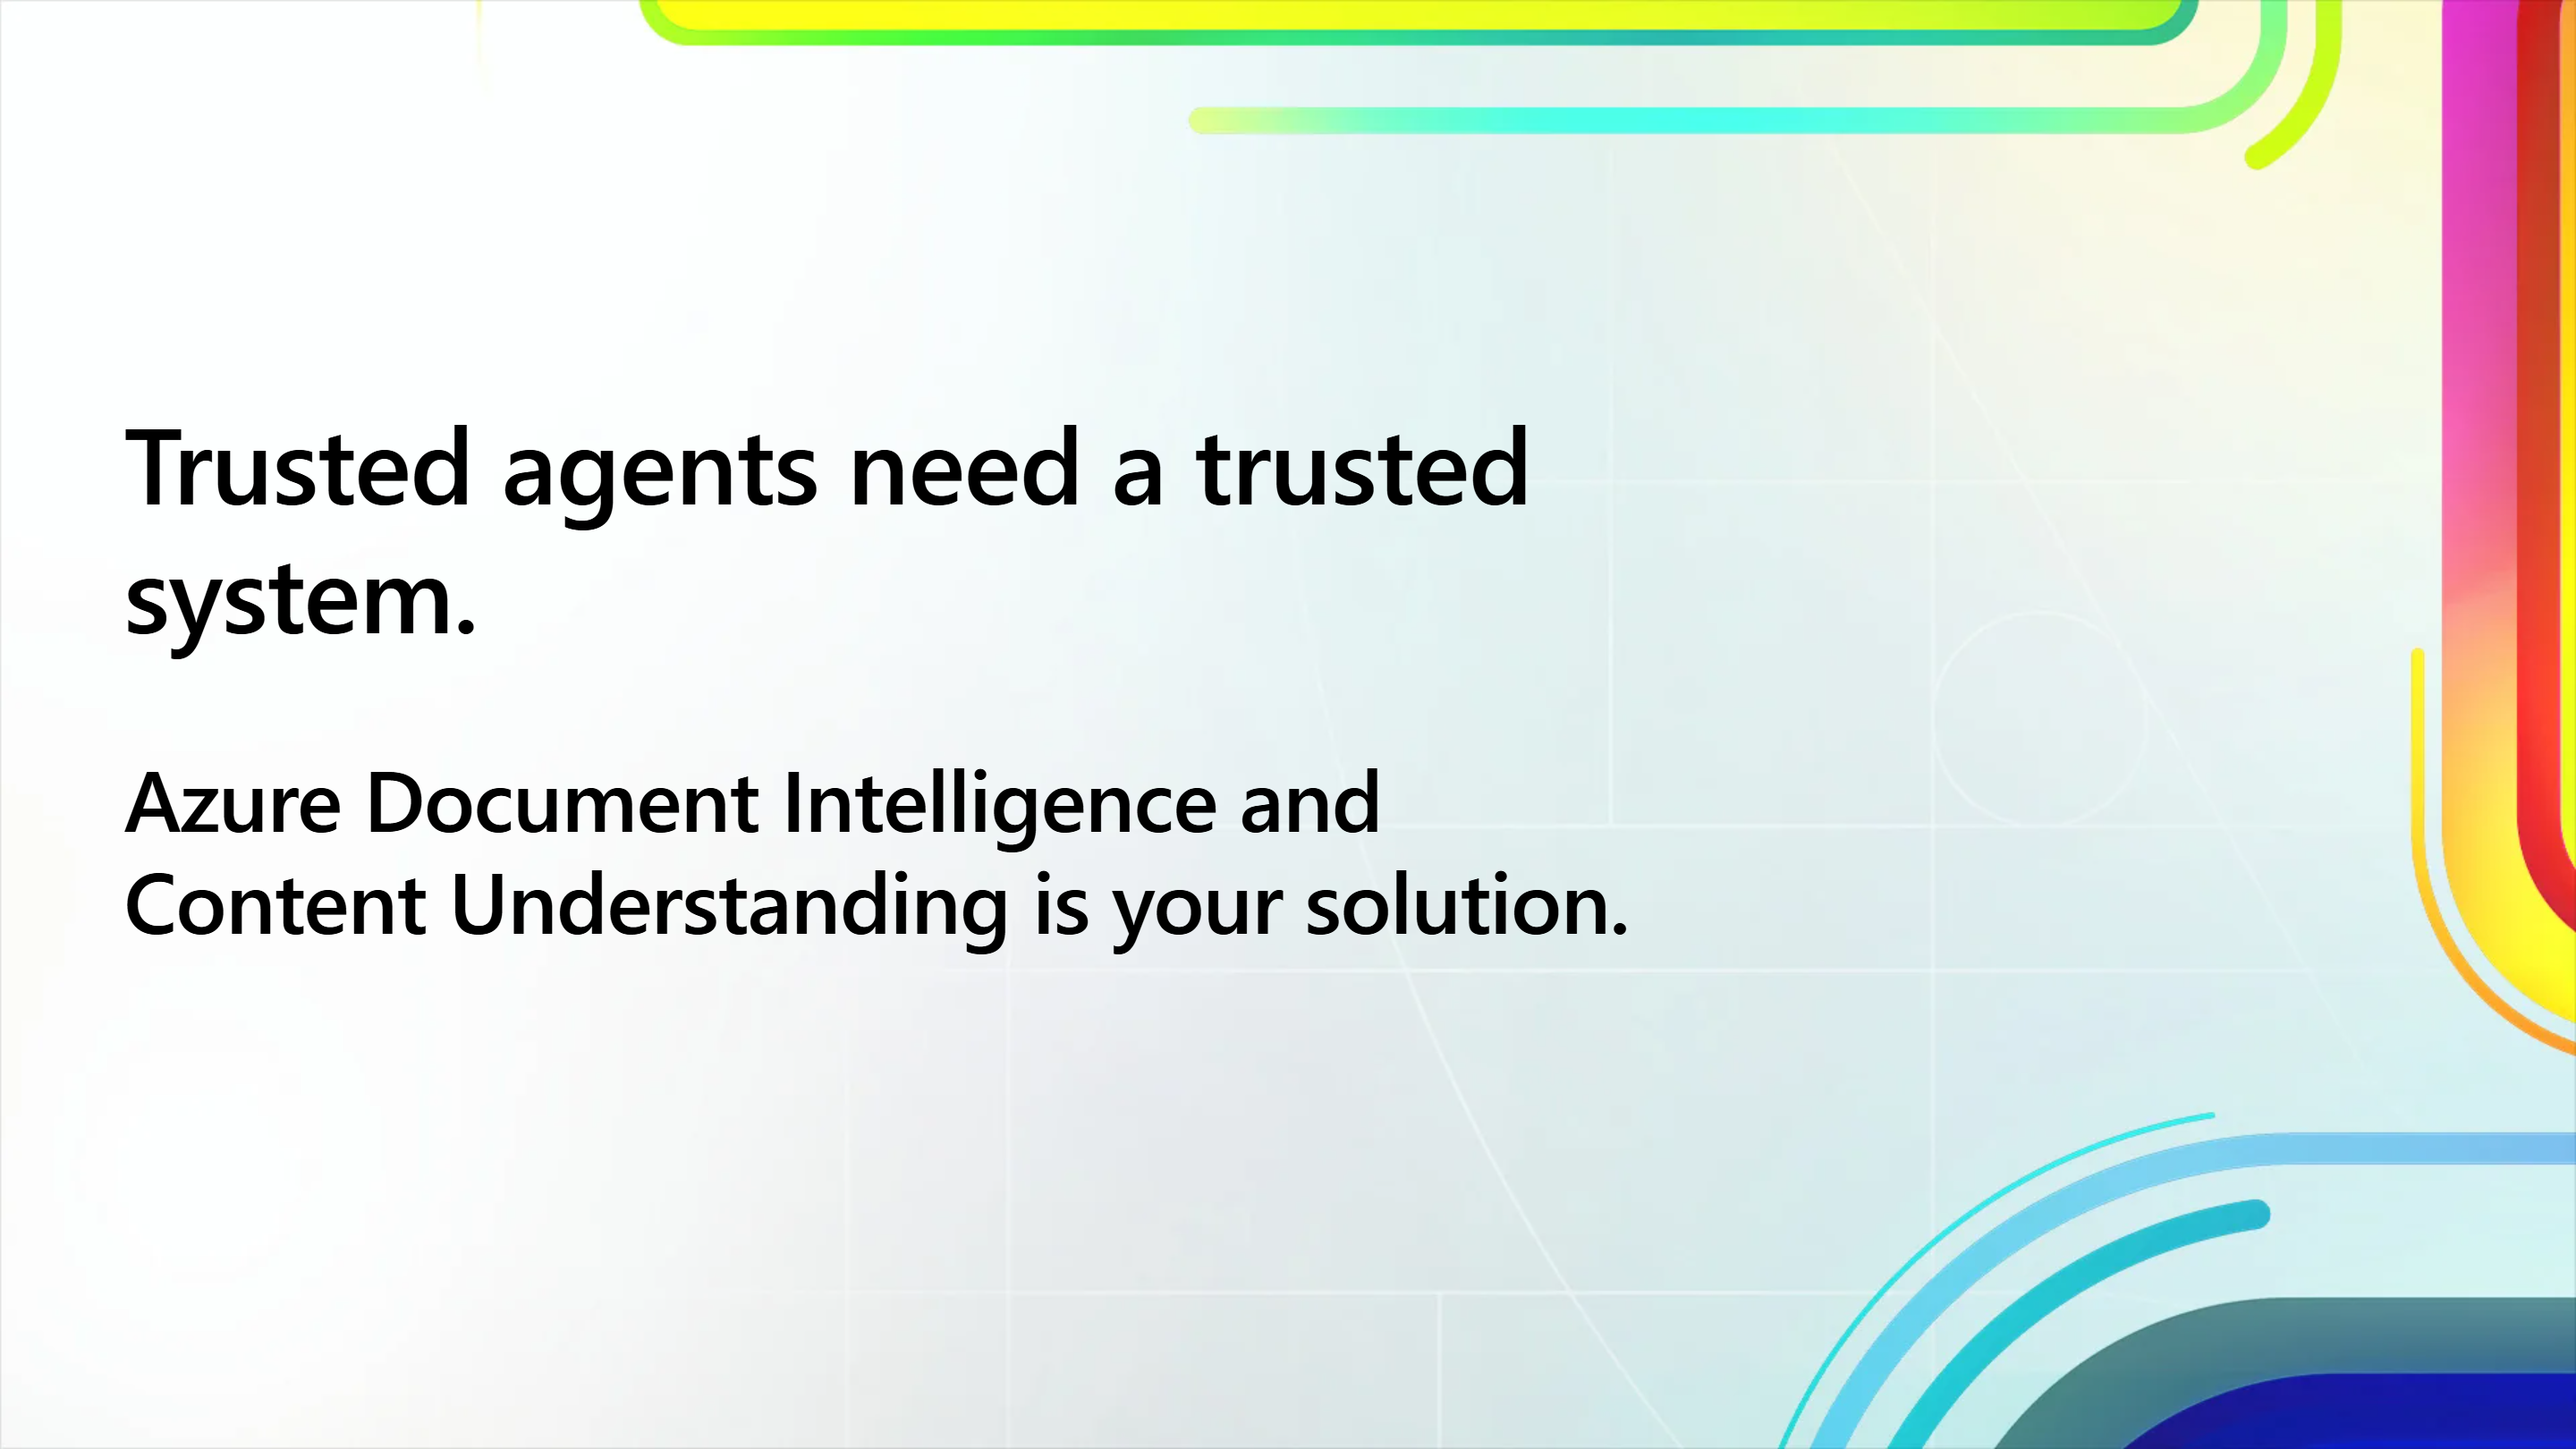 Trusted agents need a trusted
system.
Azure Document Intelligence and
Content Understanding is your solution.